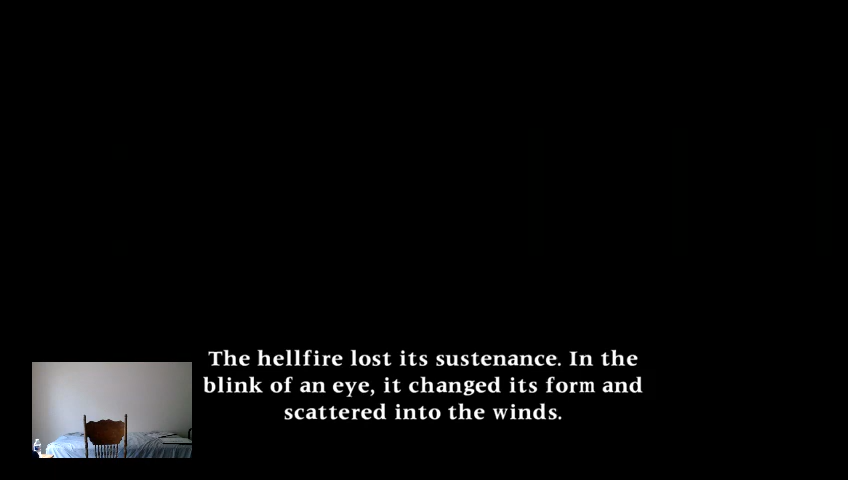 The hellfire lost its sustenance. In the
blink of an eye, it changed its form and
scattered into the winds.